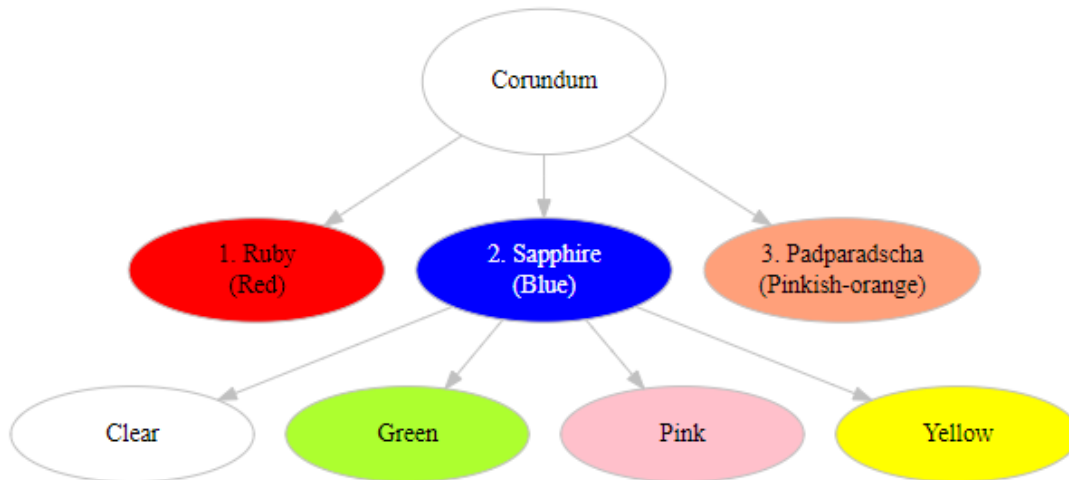 Corundum
1. Ruby
(Red)
2. Sapphire
(Blue)
3. Padparadscha
(Pinkish-orange)
Clear
Green
Pink
Yellow